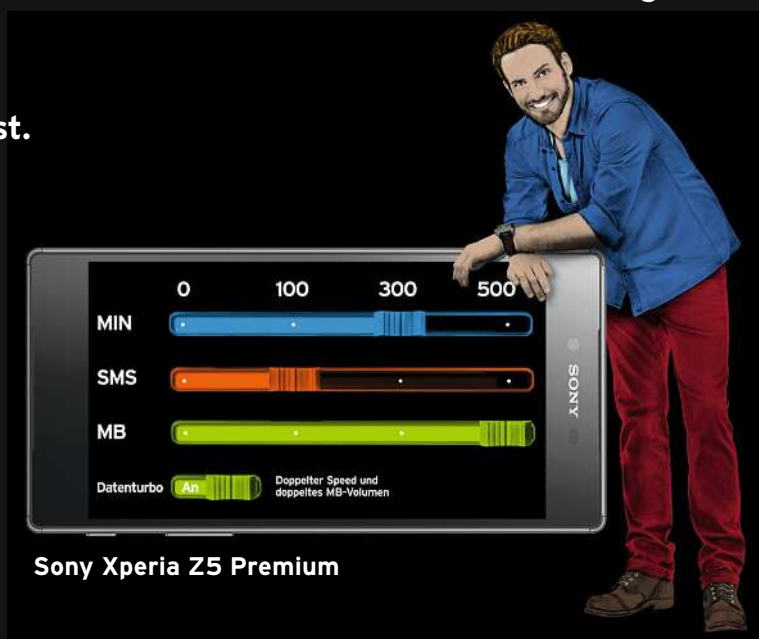 st.
0 100 300 500
MIN
SMS
MB
Datenturbo An Doppelter Speed und
doppeltes MB-Volumen
SONY
Sony Xperia Z5 Premium